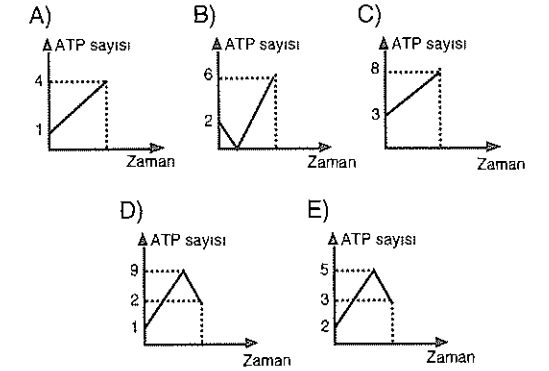 A)
ATP sayısı
4
1
Zaman
B)
ATP sayısı
6
2
Zaman
C)
ATP sayısı
8
3
Zaman
D)
ATP sayısı
9
2
1
Zaman
E)
ATP sayısı
5
3
2
Zaman